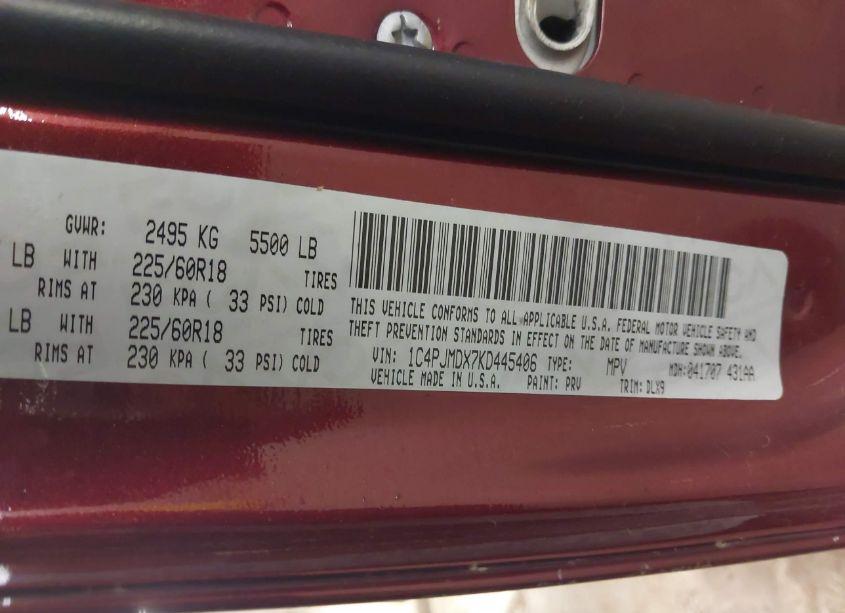 GVWR: 2495 KG 5500 LB
LB WITH 225/60R18 TIRES
RIMS AT 230 KPA ( 33 PSI) COLD
LB WITH 225/60R18 TIRES
RIMS AT 230 KPA ( 33 PSI) COLD
THIS VEHICLE CONFORMS TO ALL APPLICABLE U.S.A. FEDERAL MOTOR VEHICLE SAFETY AND
THEFT PREVENTION STANDARDS IN EFFECT ON THE DATE OF MANUFACTURE SHOWN ABOVE.
VIN: 1C4PJMDX7KD445406 TYPE: MPV MDH:041707 431AA
VEHICLE MADE IN U.S.A. PAINT: PRV TRIM: DLX9